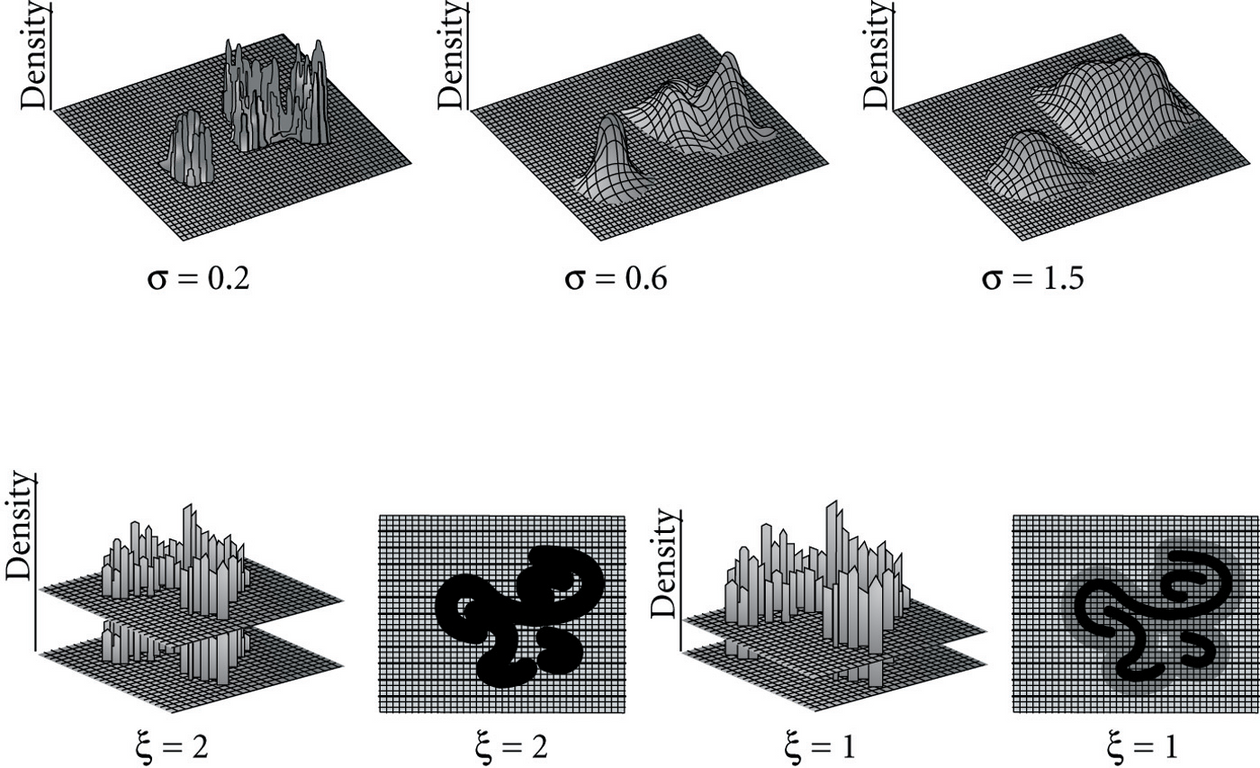 Density
Density
Density
σ = 0.2
σ = 0.6
σ = 1.5
Density
Density
ξ = 2
ξ = 2
ξ = 1
ξ = 1